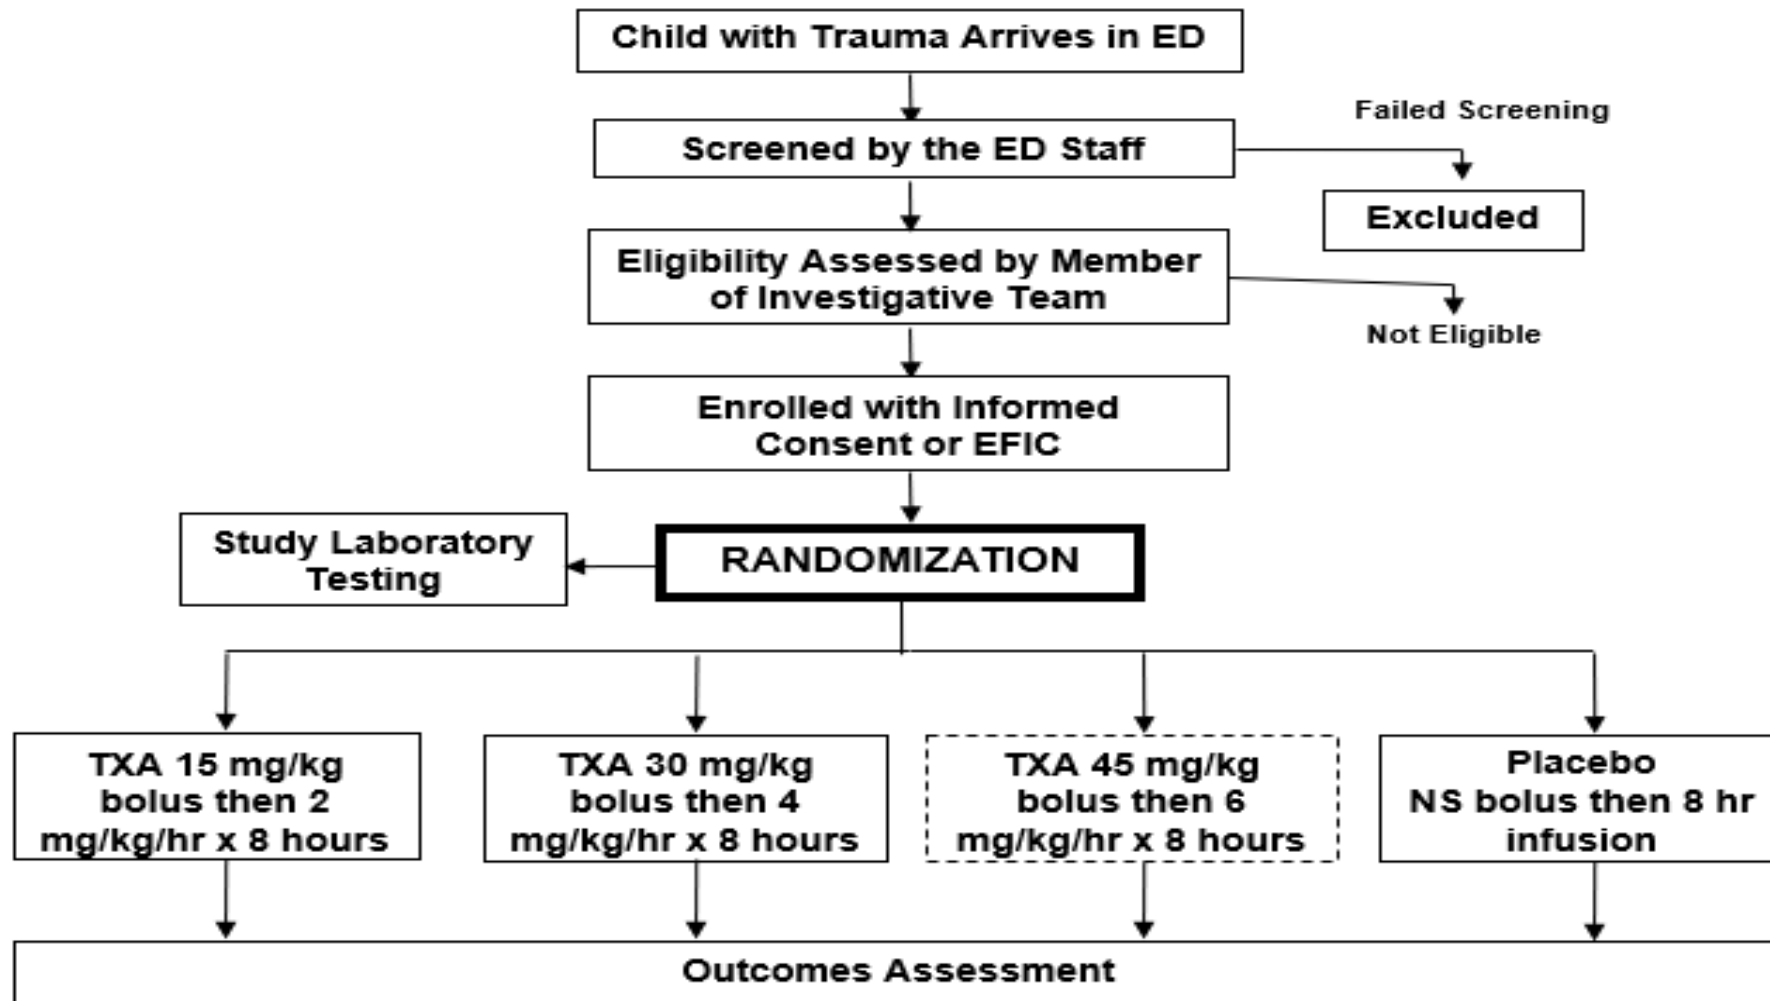 Child with Trauma Arrives in ED
Failed Screening
Screened by the ED Staff
Excluded
Eligibility Assessed by Member
of Investigative Team
Not Eligible
Enrolled with Informed
Consent or EFIC
Study Laboratory
Testing
RANDOMIZATION
TXA 15 mg/kg
bolus then 2
mg/kg/hr x 8 hours
TXA 30 mg/kg
bolus then 4
mg/kg/hr x 8 hours
TXA 45 mg/kg
bolus then 6
mg/kg/hr x 8 hours
Placebo
NS bolus then 8 hr
infusion
Outcomes Assessment